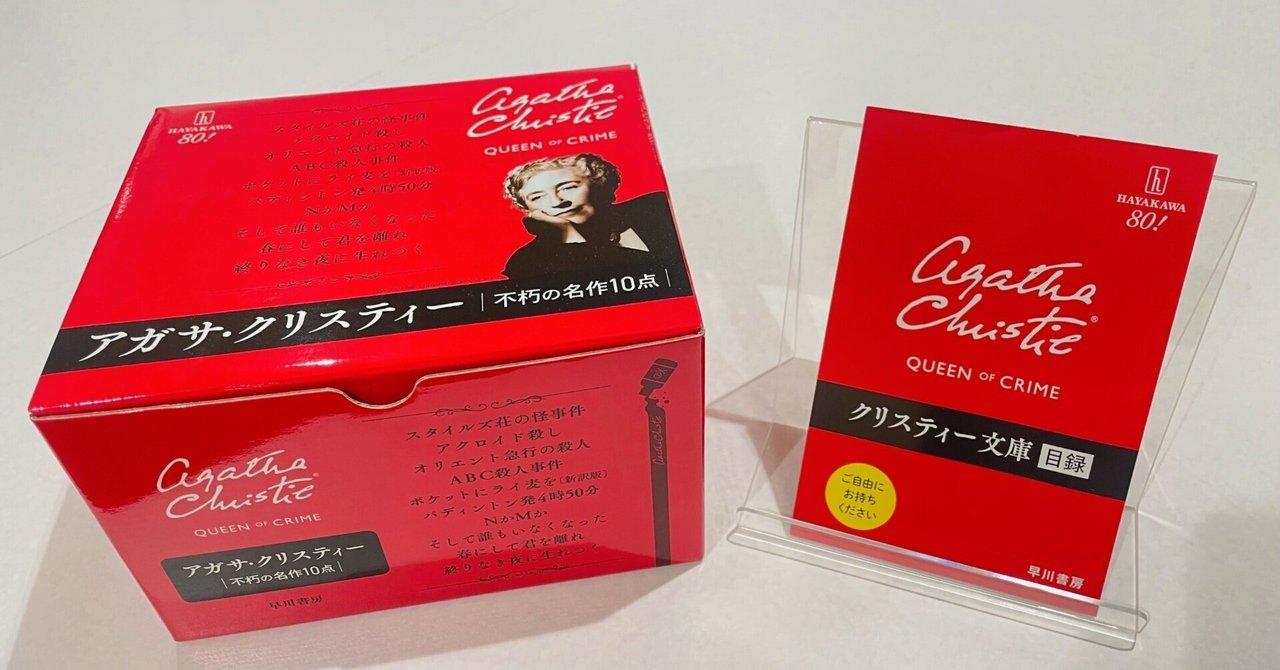 h
HAYAKAWA
80!
スタイルズ荘の怪事件
アクロイド殺し
オリエント急行の殺人
ABC殺人事件
ポケットにライ麦を〔新訳版〕
パディントン発4時50分
NかMか
そして誰もいなくなった
春にして君を離れ
終りなき夜に生れつく
Agatha
Christie®
QUEEN OF CRIME
アガサ・クリスティー |不朽の名作10点|
Agatha
Christie®
QUEEN OF CRIME
アガサ・クリスティー
|不朽の名作10点|
早川書房
スタイルズ荘の怪事件
アクロイド殺し
オリエント急行の殺人
ABC殺人事件
ポケットにライ麦を〔新訳版〕
パディントン発4時50分
NかMか
そして誰もいなくなった
春にして君を離れ
終りなき夜に生れつく
Agatha Christie
h
HAYAKAWA
80!
Agatha
Christie®
QUEEN OF CRIME
クリスティー文庫 目録
ご自由に
お持ち
ください
早川書房